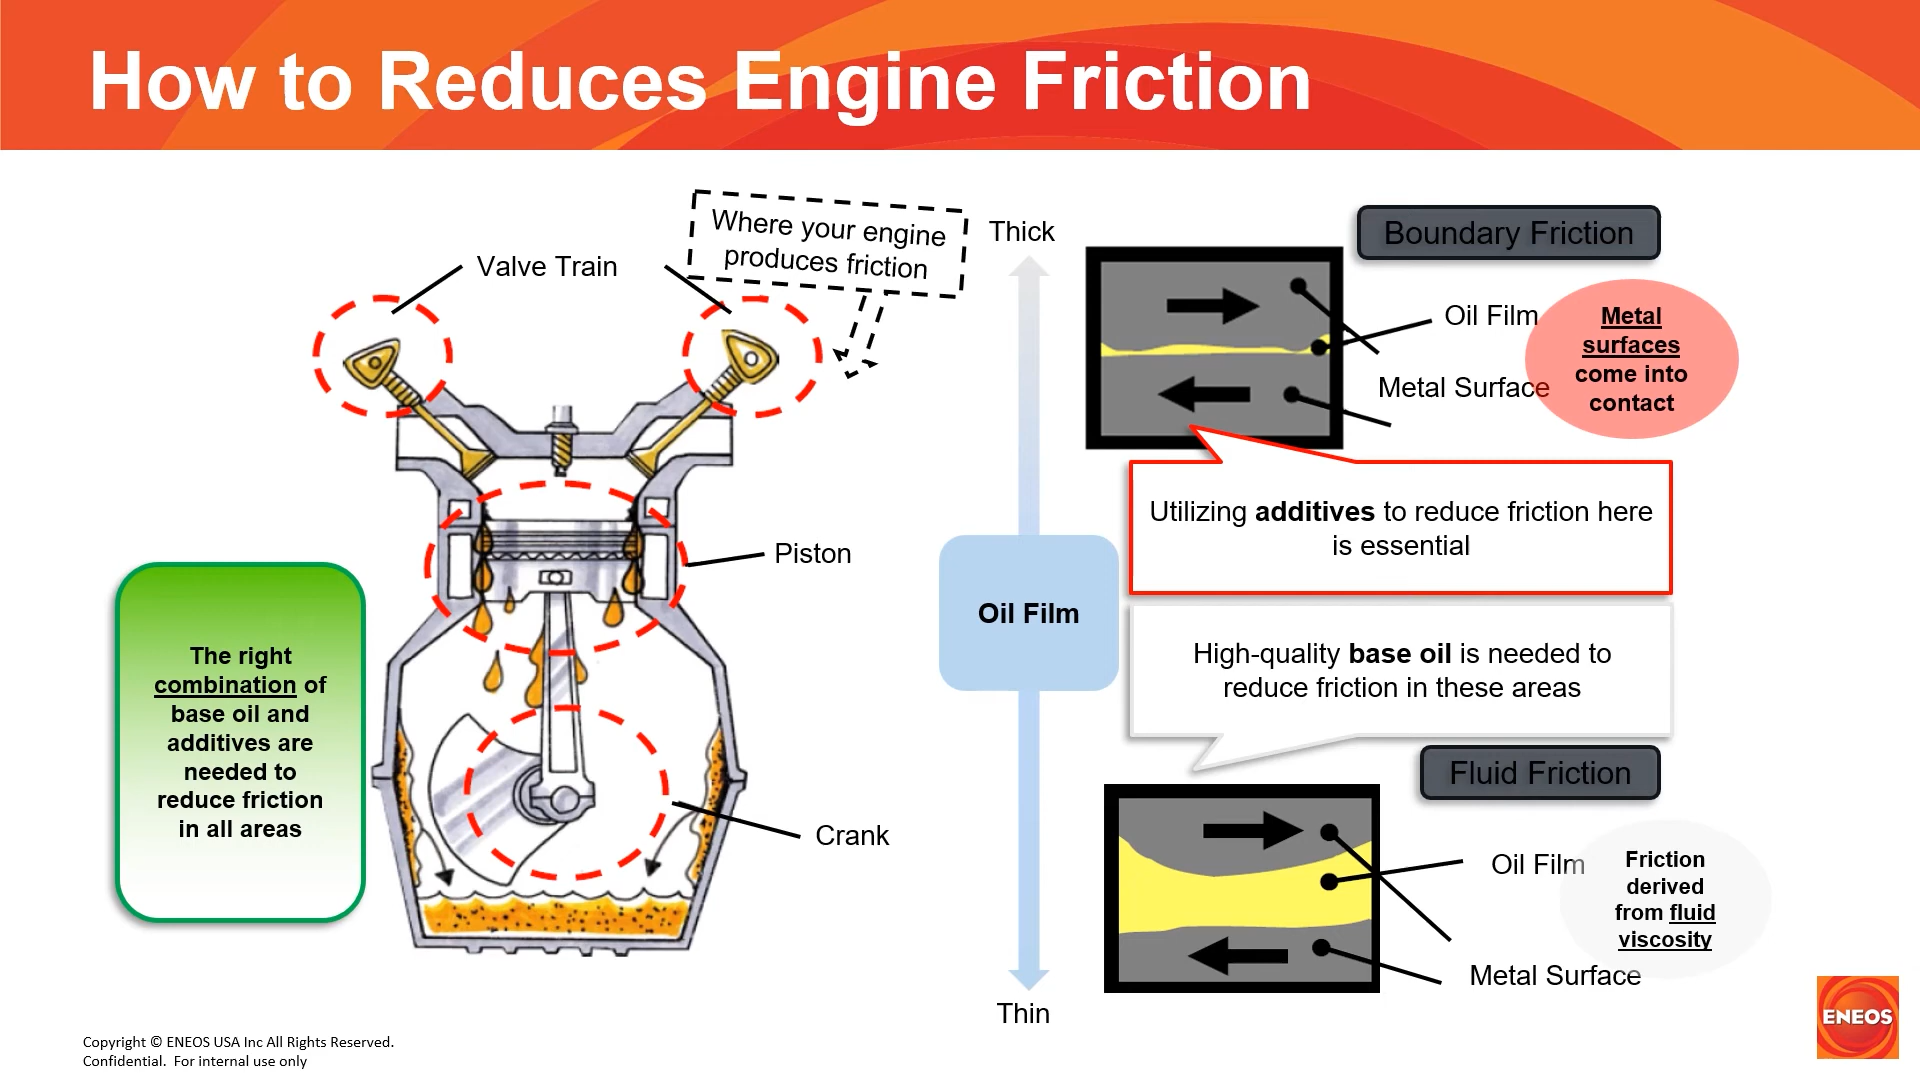 How to Reduces Engine Friction
Where your engine
produces friction
Valve Train
Piston
Crank
The right
combination of
base oil and
additives are
needed to
reduce friction
in all areas
Thick
Oil Film
Thin
Boundary Friction
Oil Film
Metal Surface
Metal
surfaces
come into
contact
Utilizing additives to reduce friction here
is essential
High-quality base oil is needed to
reduce friction in these areas
Fluid Friction
Oil Film
Metal Surface
Friction
derived
from fluid
viscosity
Copyright © ENEOS USA Inc All Rights Reserved.
Confidential. For internal use only
ENEOS